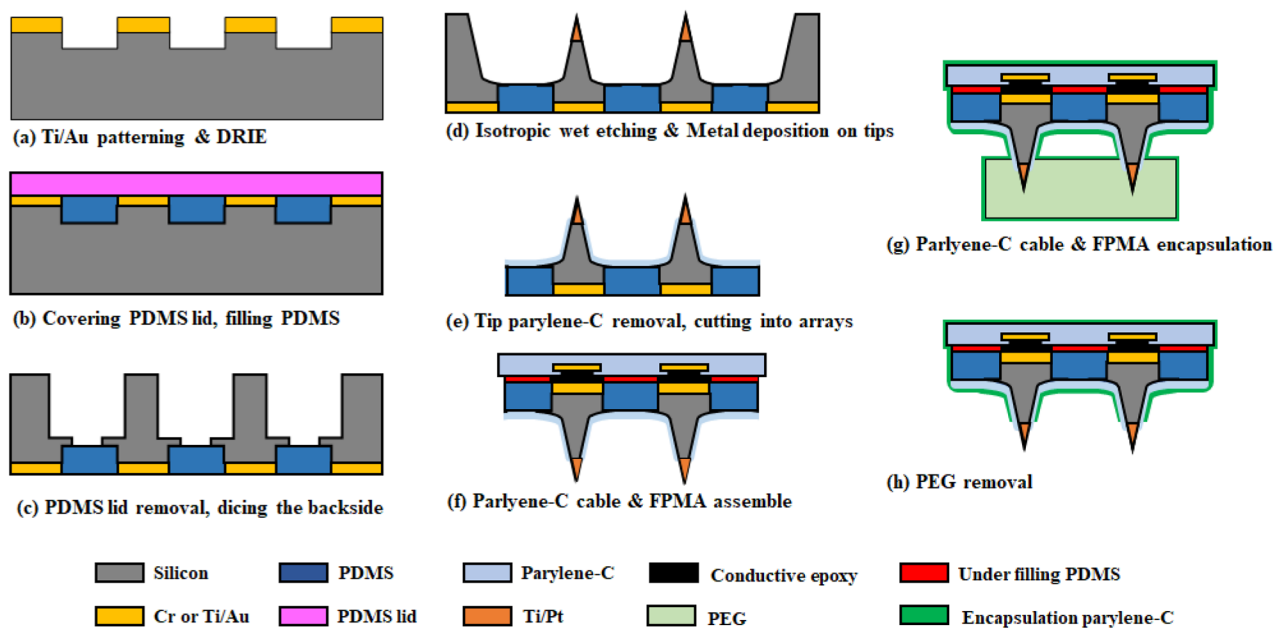 (a) Ti/Au patterning & DRIE
(b) Covering PDMS lid, filling PDMS
(c) PDMS lid removal, dicing the backside
(d) Isotropic wet etching & Metal deposition on tips
(e) Tip parylene-C removal, cutting into arrays
(f) Parlyene-C cable & FPMA assemble
(g) Parlyene-C cable & FPMA encapsulation
(h) PEG removal
Silicon
PDMS
Parylene-C
Conductive epoxy
Under filling PDMS
Cr or Ti/Au
PDMS lid
Ti/Pt
PEG
Encapsulation parylene-C